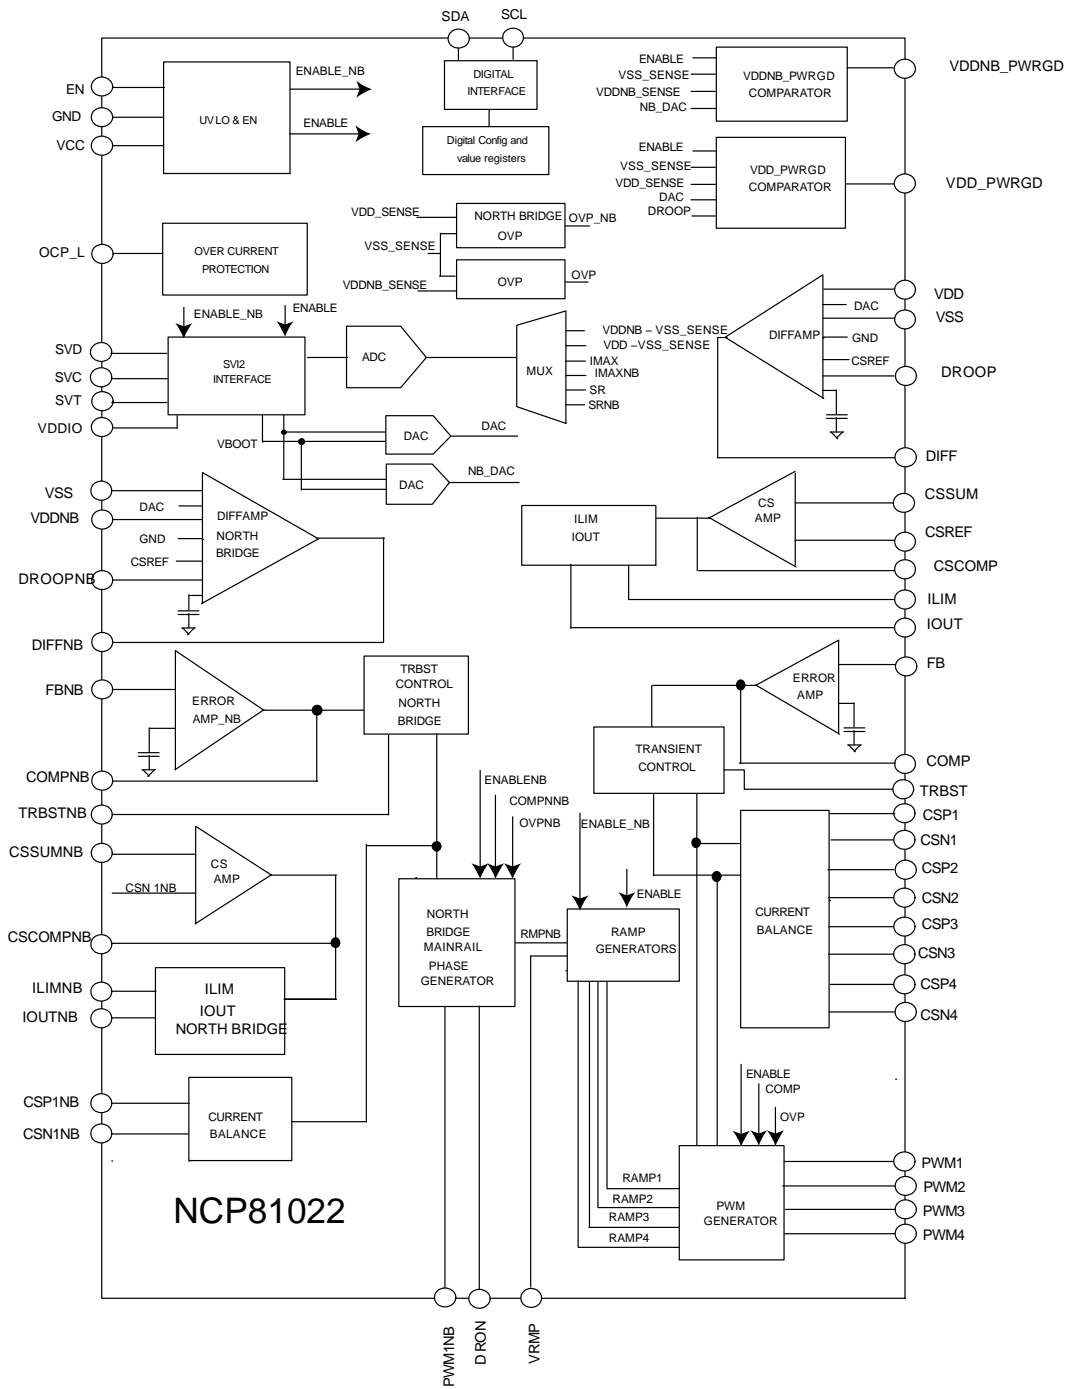 SDA
SCL
EN
GND
VCC
UVLO & EN
ENABLE_NB
ENABLE
DIGITAL
INTERFACE
Digital Config and
value registers
ENABLE
VSS_SENSE
VDDNB_SENSE
NB_DAC
VDDNB_PWRGD
COMPARATOR
VDDNB_PWRGD
ENABLE
VSS_SENSE
VDD_SENSE
DAC
DROOP
VDD_PWRGD
COMPARATOR
VDD_PWRGD
OCP_L
OVER CURRENT
PROTECTION
VDD_SENSE
VSS_SENSE
VDDNB_SENSE
NORTH BRIDGE
OVP
OVP_NB
OVP
OVP
ENABLE_NB
ENABLE
SVD
SVC
SVT
VDDIO
SVI2
INTERFACE
ADC
MUX
VDDNB – VSS_SENSE
VDD –VSS_SENSE
IMAX
IMAXNB
SR
SRNB
DIFFAMP
DAC
GND
CSREF
VDD
VSS
DROOP
DIFF
VBOOT
DAC
DAC
DAC
NB_DAC
VSS
VDDNB
DROOPNB
DIFFNB
DAC
GND
CSREF
DIFFAMP
NORTH
BRIDGE
ILIM
IOUT
CS
AMP
CSSUM
CSREF
CSCOMP
ILIM
IOUT
FBNB
ERROR
AMP_NB
COMPNB
TRBSTNB
TRBST
CONTROL
NORTH
BRIDGE
ERROR
AMP
FB
COMP
TRBST
TRANSIENT
CONTROL
ENABLENB
COMPNNB
OVPNB
ENABLE_NB
ENABLE
CSSUMNB
CS
AMP
CSN 1NB
CSCOMPNB
ILIMNB
IOUTNB
ILIM
IOUT
NORTH BRIDGE
NORTH
BRIDGE
MAINRAIL
PHASE
GENERATOR
RMPNB
RAMP
GENERATORS
CURRENT
BALANCE
CSP1
CSN1
CSP2
CSN2
CSP3
CSN3
CSP4
CSN4
CSP1NB
CSN1NB
CURRENT
BALANCE
ENABLE
COMP
OVP
RAMP1
RAMP2
RAMP3
RAMP4
PWM
GENERATOR
PWM1
PWM2
PWM3
PWM4
NCP81022
PWM1NB
DRON
VRMP